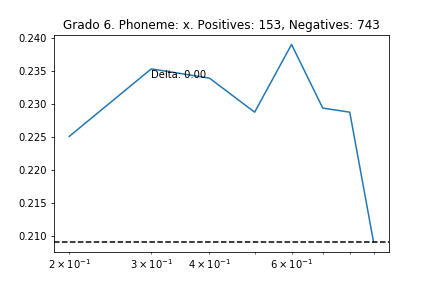 Grado 6. Phoneme: x. Positives: 153, Negatives: 743
0.240
0.235
Delta: 0.00
0.230
0.225
0.220
0.215
0.210
2 × 10⁻¹ 3 × 10⁻¹ 4 × 10⁻¹ 6 × 10⁻¹